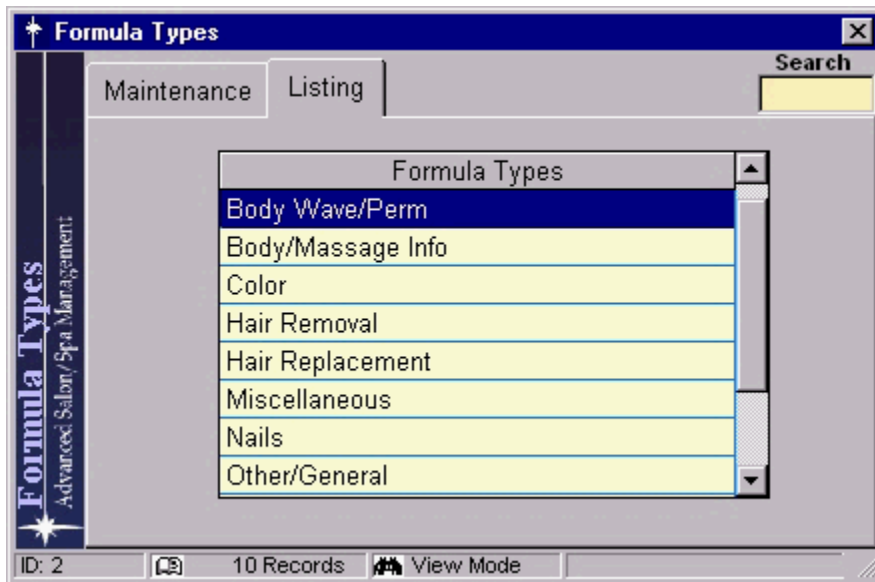 Formula Types
Search
Maintenance
Listing
Formula Types
Body Wave/Perm
Body/Massage Info
Color
Hair Removal
Hair Replacement
Miscellaneous
Nails
Other/General
Formula Types
Advanced Salon/Spa Management
ID: 2
10 Records
View Mode